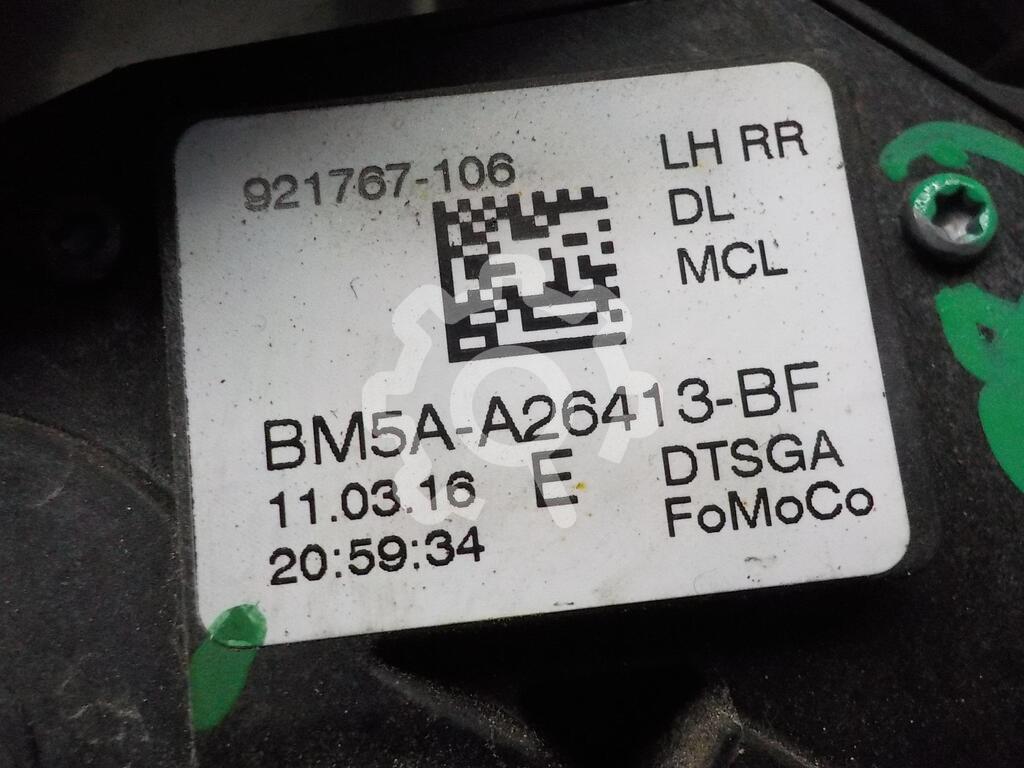 921767-106
LH RR
DL
MCL
BM5A-A26413-BF
11.03.16 E DTSGA
20:59:34 FoMoCo